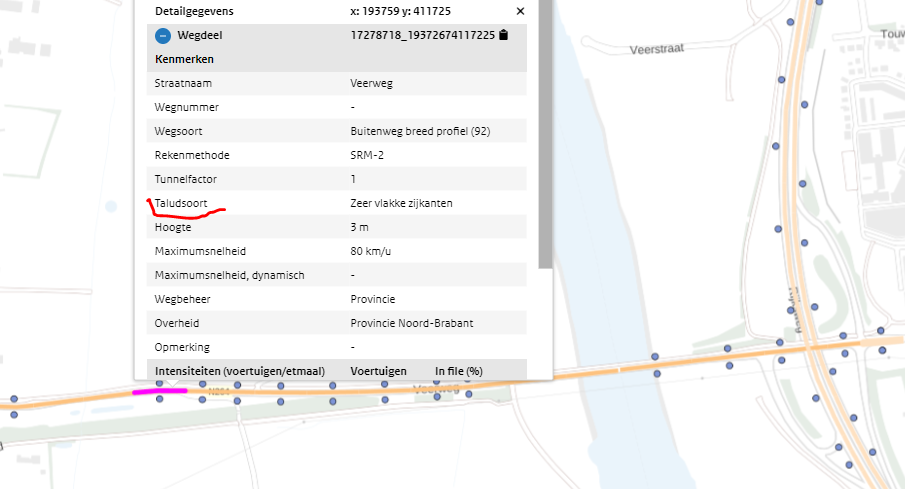 Detailgegevens x: 193759 y: 411725
Wegdeel 17278718_19372674117225
Kenmerken
Straatnaam Veerweg
Wegnummer -
Wegsoort Buitenweg breed profiel (92)
Rekenmethode SRM-2
Tunnelfactor 1
Taludsoort Zeer vlakke zijkanten
Hoogte 3 m
Maximumsnelheid 80 km/u
Maximumsnelheid, dynamisch -
Wegbeheer Provincie
Overheid Provincie Noord-Brabant
Opmerking -
Intensiteiten (voertuigen/etmaal) Voertuigen In file (%)
Veerstraat
Touw
Veerweg